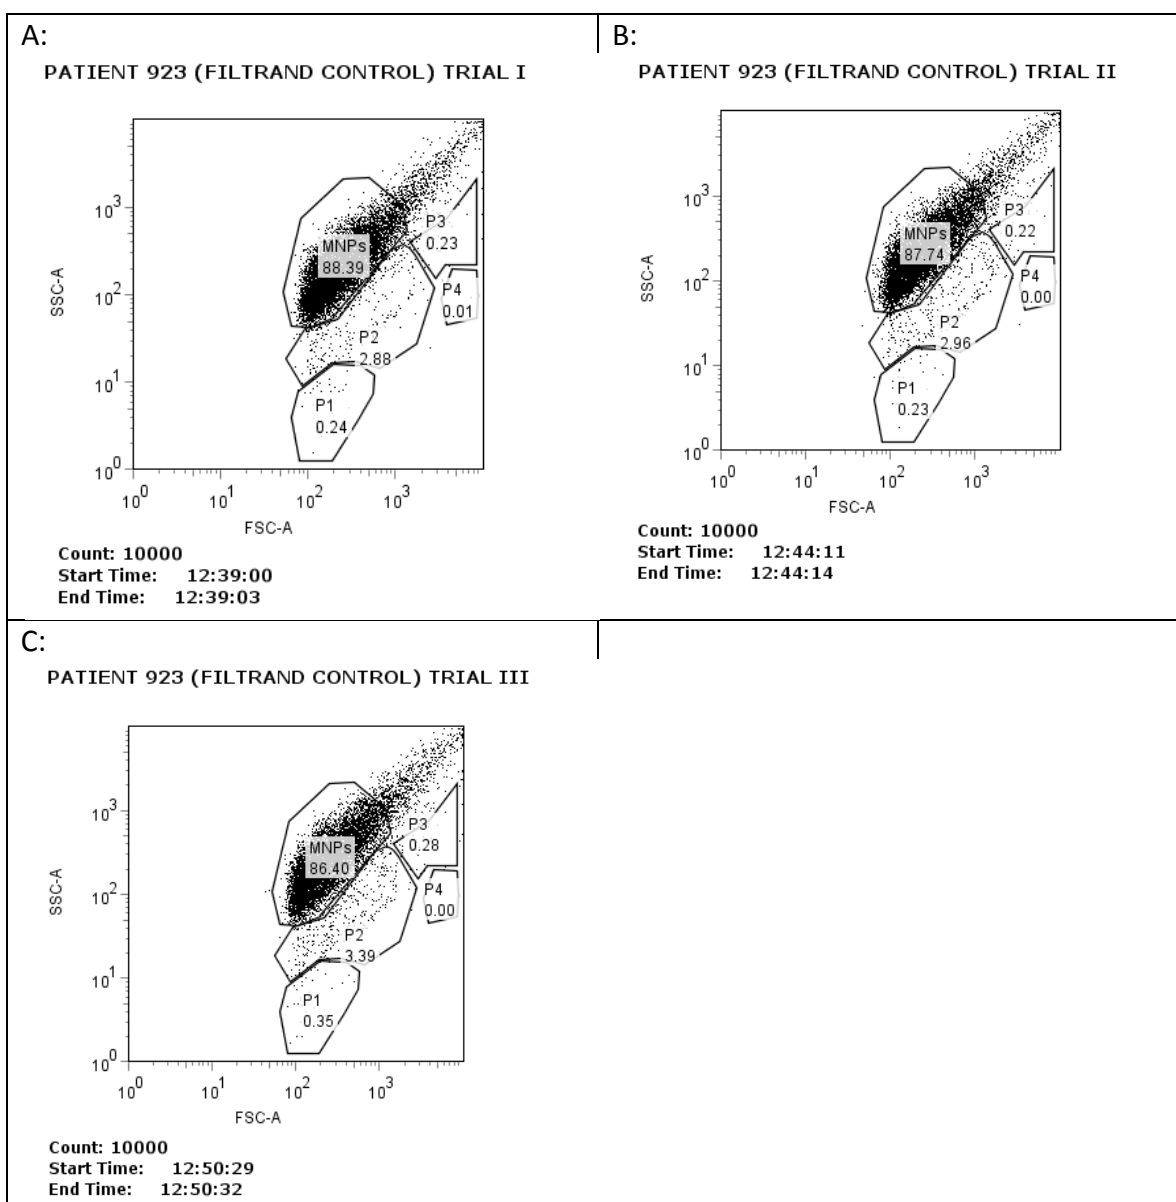 A:
PATIENT 923 (FILTRAND CONTROL) TRIAL I
SSC-A
10^3
10^2
10^1
10^0
MNPs
88.39
P3
0.23
P4
0.01
P2
2.88
P1
0.24
10^0 10^1 10^2 10^3
FSC-A
Count: 10000
Start Time: 12:39:00
End Time: 12:39:03
B:
PATIENT 923 (FILTRAND CONTROL) TRIAL II
SSC-A
10^3
10^2
10^1
10^0
MNPs
87.74
P3
0.22
P4
0.00
P2
2.96
P1
0.23
10^0 10^1 10^2 10^3
FSC-A
Count: 10000
Start Time: 12:44:11
End Time: 12:44:14
C:
PATIENT 923 (FILTRAND CONTROL) TRIAL III
SSC-A
10^3
10^2
10^1
10^0
MNPs
86.40
P3
0.28
P4
0.00
P2
3.39
P1
0.35
10^0 10^1 10^2 10^3
FSC-A
Count: 10000
Start Time: 12:50:29
End Time: 12:50:32